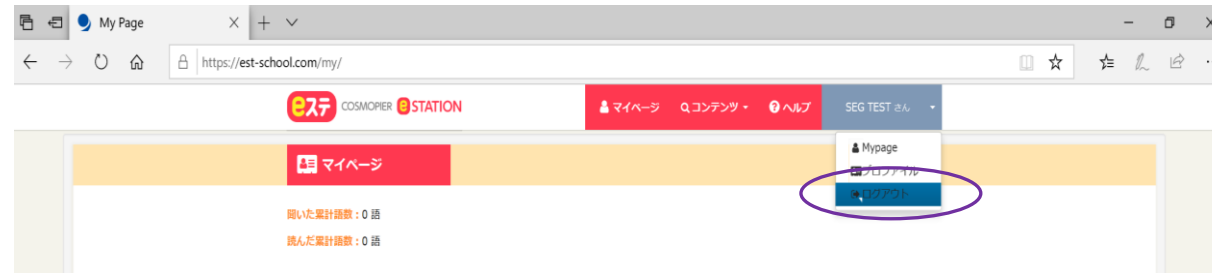 My Page
https://est-school.com/my/
eステ COSMOPIER eSTATION
マイページ コンテンツ ヘルプ SEG TEST さん
Mypage
プロファイル
ログアウト
マイページ
聞いた累計語数：0 語
読んだ累計語数：0 語